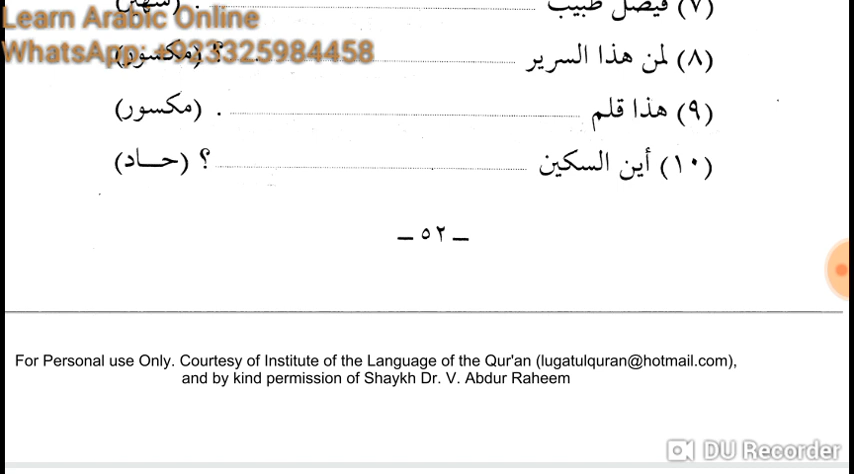 (٧) فيصل طبيب
Learn Arabic Online
WhatsApp: +923325984458
(٨) لمن هذا السرير ........ ؟ (مكسور)
(٩) هذا قلم ........ . (مكسور)
(١٠) أين السكين ........ ؟ (حـاد)
– ٥٢ –
For Personal use Only. Courtesy of Institute of the Language of the Qur'an (lugatulquran@hotmail.com),
and by kind permission of Shaykh Dr. V. Abdur Raheem
DU Recorder